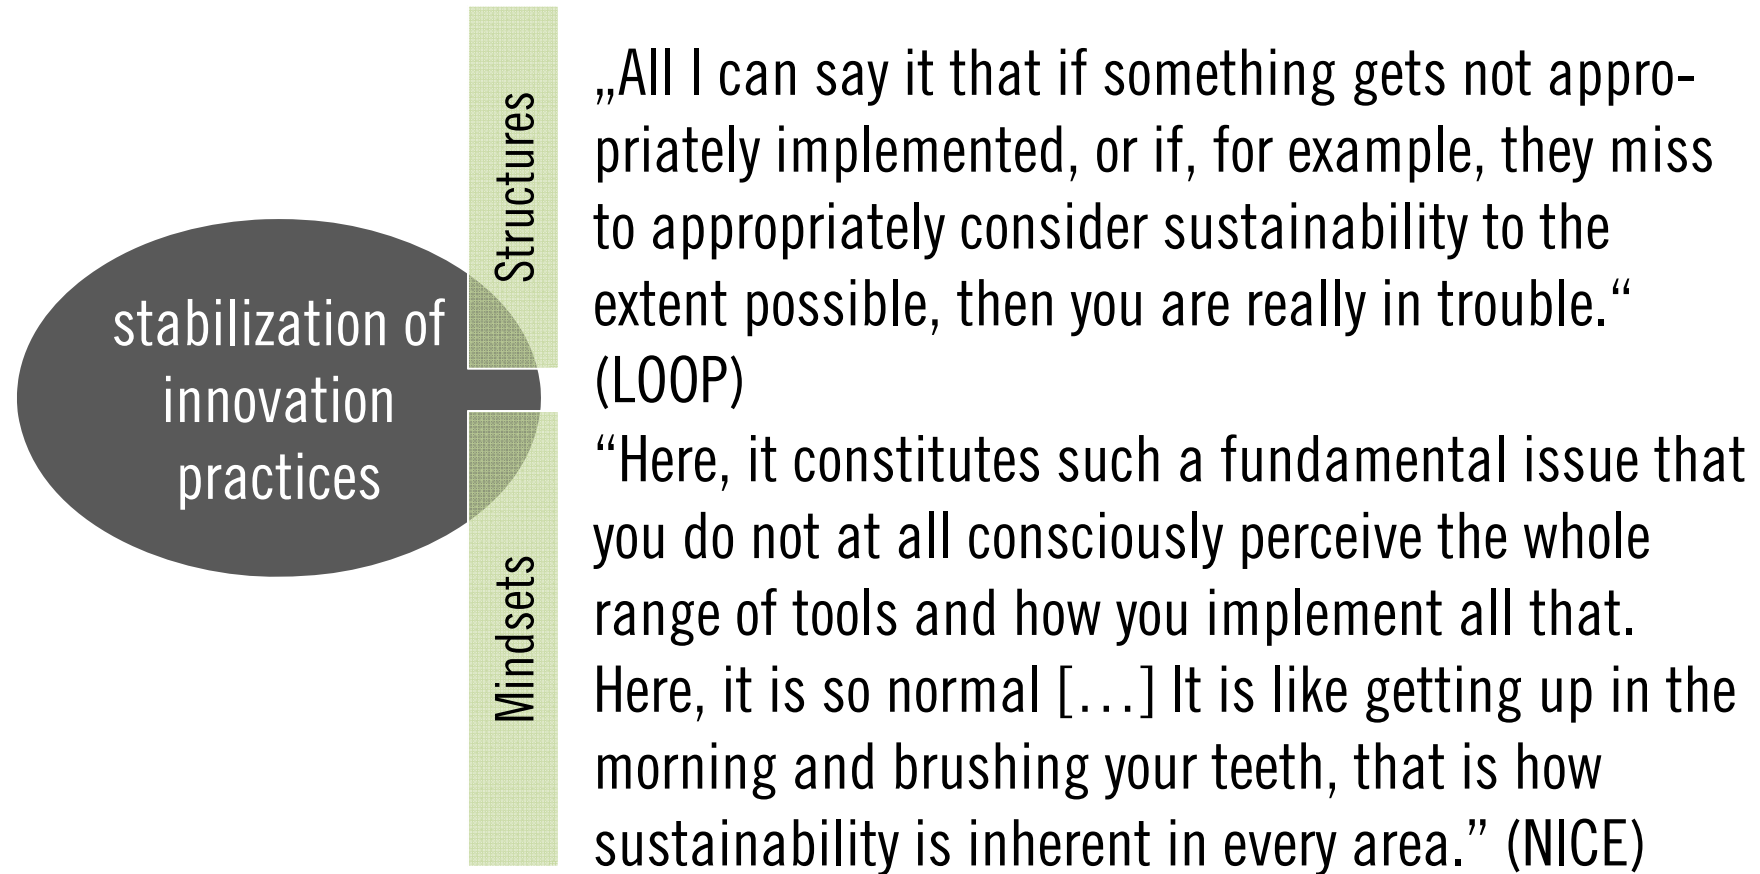 stabilization of
innovation
practices
Structures
„All I can say it that if something gets not appro-
priately implemented, or if, for example, they miss
to appropriately consider sustainability to the
extent possible, then you are really in trouble.“
(LOOP)
Mindsets
“Here, it constitutes such a fundamental issue that
you do not at all consciously perceive the whole
range of tools and how you implement all that.
Here, it is so normal […] It is like getting up in the
morning and brushing your teeth, that is how
sustainability is inherent in every area.” (NICE)